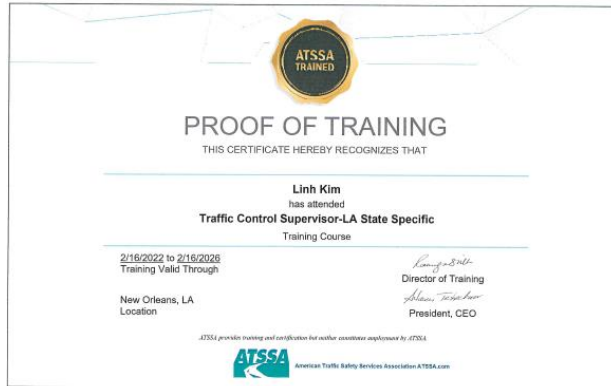 ATSSA
TRAINED
PROOF OF TRAINING
THIS CERTIFICATE HEREBY RECOGNIZES THAT
Linh Kim
has attended
Traffic Control Supervisor-LA State Specific
Training Course
2/16/2022 to 2/16/2026
Training Valid Through
Director of Training
New Orleans, LA
Location
President, CEO
ATSSA provides training and certification but neither constitutes employment by ATSSA
ATSSA American Traffic Safety Services Association ATSSA.com